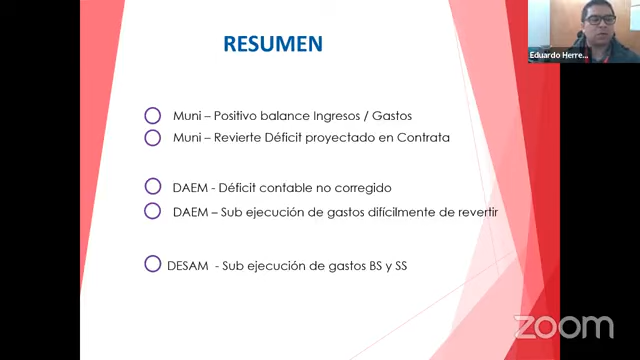 Eduardo Herre...
RESUMEN
Muni – Positivo balance Ingresos / Gastos
Muni – Revierte Déficit proyectado en Contrata
DAEM - Déficit contable no corregido
DAEM – Sub ejecución de gastos difícilmente de revertir
DESAM - Sub ejecución de gastos BS y SS
zoom